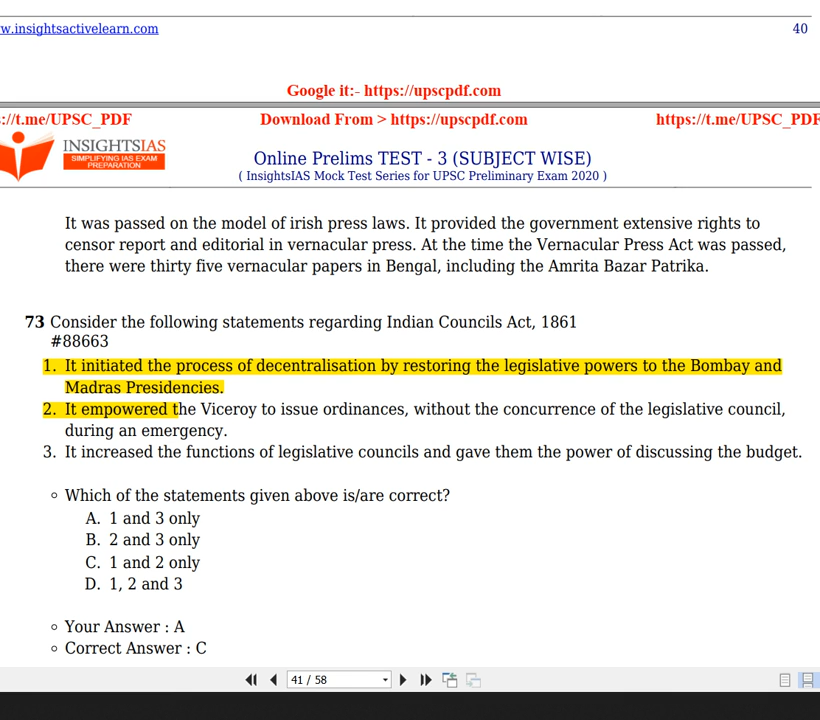 w.insightsactivelearn.com
40
Google it:- https://upscpdf.com
://t.me/UPSC_PDF
Download From > https://upscpdf.com
https://t.me/UPSC_PDF
INSIGHTSIAS
SIMPLIFYING IAS EXAM
PREPARATION
Online Prelims TEST - 3 (SUBJECT WISE)
( InsightsIAS Mock Test Series for UPSC Preliminary Exam 2020 )
It was passed on the model of irish press laws. It provided the government extensive rights to
censor report and editorial in vernacular press. At the time the Vernacular Press Act was passed,
there were thirty five vernacular papers in Bengal, including the Amrita Bazar Patrika.
73 Consider the following statements regarding Indian Councils Act, 1861
#88663
1. It initiated the process of decentralisation by restoring the legislative powers to the Bombay and
Madras Presidencies.
2. It empowered the Viceroy to issue ordinances, without the concurrence of the legislative council,
during an emergency.
3. It increased the functions of legislative councils and gave them the power of discussing the budget.
Which of the statements given above is/are correct?
A. 1 and 3 only
B. 2 and 3 only
C. 1 and 2 only
D. 1, 2 and 3
Your Answer : A
Correct Answer : C
41 / 58